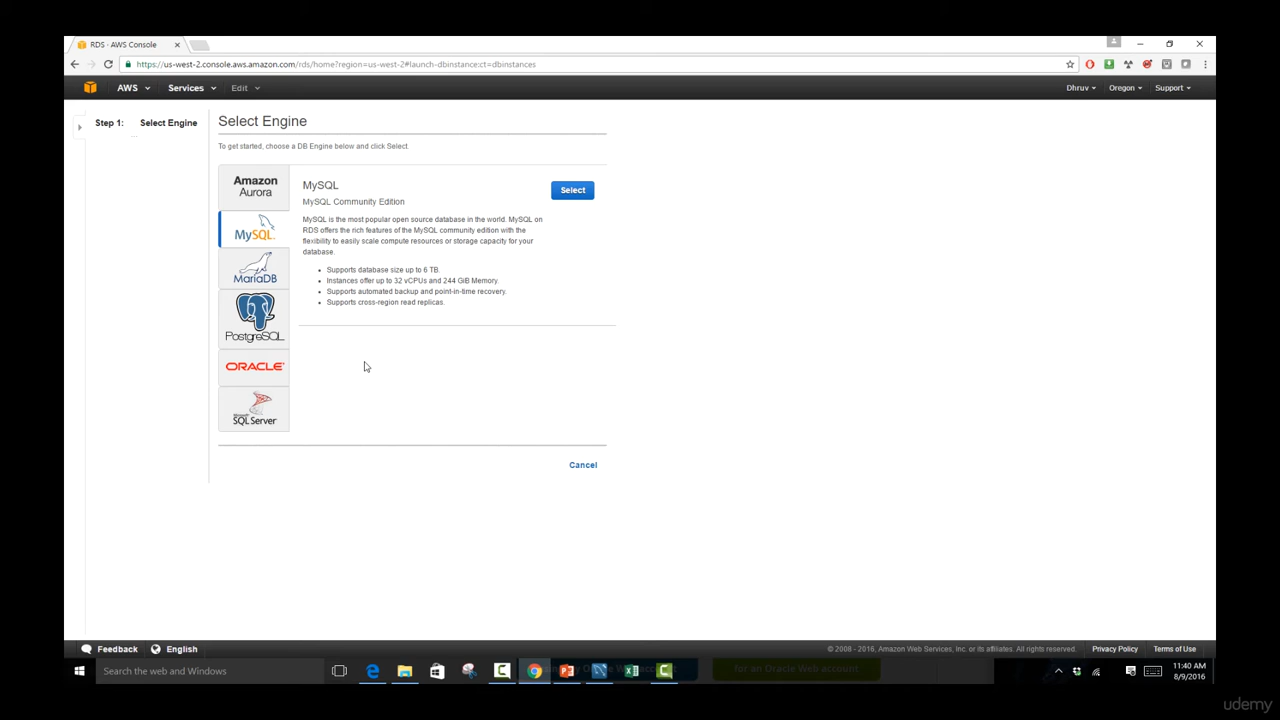 RDS · AWS Console
https://us-west-2.console.aws.amazon.com/rds/home?region=us-west-2#launch-dbinstance:ct=dbinstances
AWS Services Edit Dhruv Oregon Support
Step 1: Select Engine
Select Engine
To get started, choose a DB Engine below and click Select.
Amazon
Aurora
MySQL
MariaDB
PostgreSQL
ORACLE
Microsoft
SQL Server
MySQL
Select
MySQL Community Edition
MySQL is the most popular open source database in the world. MySQL on
RDS offers the rich features of the MySQL community edition with the
flexibility to easily scale compute resources or storage capacity for your
database.
Supports database size up to 6 TB.
Instances offer up to 32 vCPUs and 244 GiB Memory.
Supports automated backup and point-in-time recovery.
Supports cross-region read replicas.
Cancel
Feedback English © 2008 - 2016, Amazon Web Services, Inc. or its affiliates. All rights reserved. Privacy Policy Terms of Use
Search the web and Windows
for an Oracle Web account
11:40 AM
8/9/2016
udemy